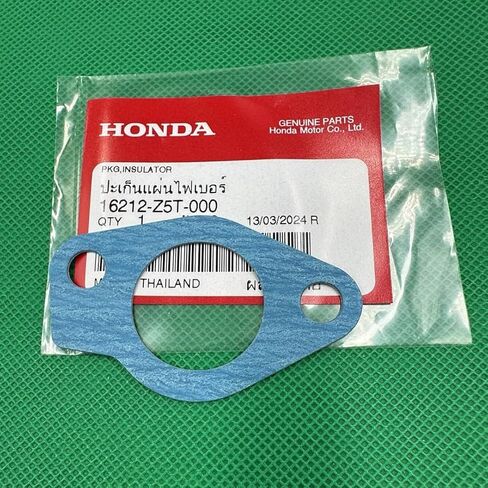 HONDA
GENUINE PARTS
Honda Motor Co., Ltd.
PKG,INSULATOR
ปะเก็นแผ่นไฟเบอร์
16212-Z5T-000
QTY 1
13/03/2024 R
THAILAND